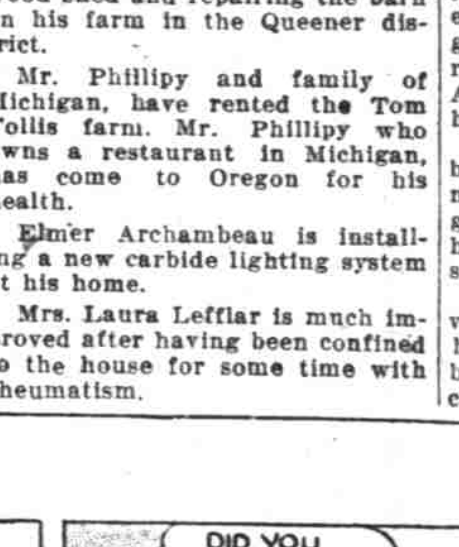 n his farm in the Queener dis-
rict.
Mr. Phillipy and family of
ichigan, have rented the Tom
ollis farm. Mr. Phillipy who
wns a restaurant in Michigan,
as come to Oregon for his
ealth.
Elmer Archambeau is install-
ng a new carbide lighting system
t his home.
Mrs. Laura Lefflar is much im-
roved after having been confined
o the house for some time with
heumatism.
DID YOU